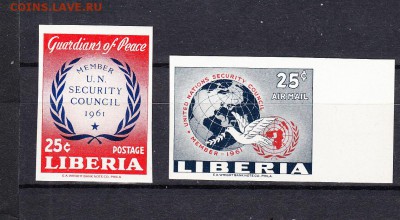 СОИНS.LAVE.RU
Guardians of Peace
MEMBER
U.N.
SECURITY
COUNCIL
1961
25¢ POSTAGE
LIBERIA
25¢
AIR MAIL
UNITED NATIONS SECURITY COUNCIL
MEMBER-1961
LIBERIA